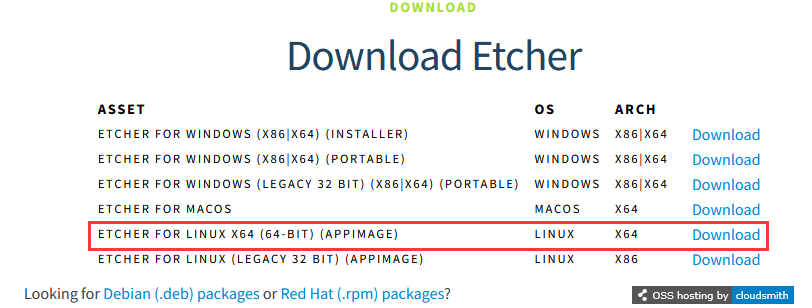 DOWNLOAD
Download Etcher
ASSET OS ARCH
ETCHER FOR WINDOWS (X86|X64) (INSTALLER) WINDOWS X86|X64 Download
ETCHER FOR WINDOWS (X86|X64) (PORTABLE) WINDOWS X86|X64 Download
ETCHER FOR WINDOWS (LEGACY 32 BIT) (X86|X64) (PORTABLE) WINDOWS X86|X64 Download
ETCHER FOR MACOS MACOS X64 Download
ETCHER FOR LINUX X64 (64-BIT) (APPIMAGE) LINUX X64 Download
ETCHER FOR LINUX (LEGACY 32 BIT) (APPIMAGE) LINUX X86 Download
Looking for Debian (.deb) packages or Red Hat (.rpm) packages? OSS hosting by cloudsmith